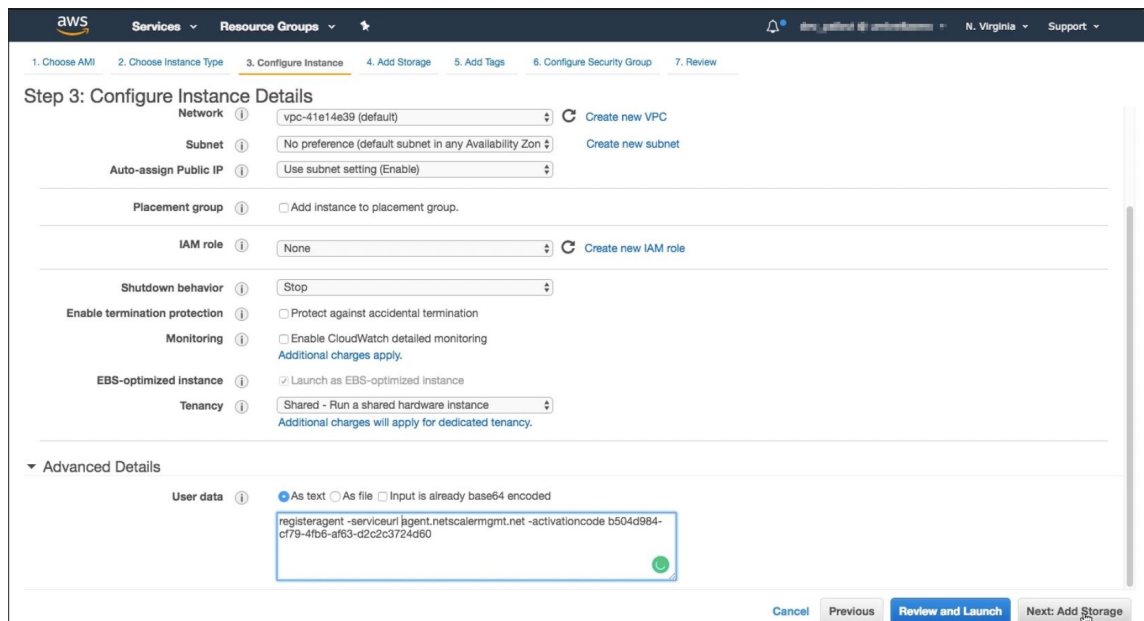 aws
Services
Resource Groups
N. Virginia
Support
1. Choose AMI
2. Choose Instance Type
3. Configure Instance
4. Add Storage
5. Add Tags
6. Configure Security Group
7. Review
Step 3: Configure Instance Details
Network
vpc-41e14e39 (default)
Create new VPC
Subnet
No preference (default subnet in any Availability Zon
Create new subnet
Auto-assign Public IP
Use subnet setting (Enable)
Placement group
Add instance to placement group.
IAM role
None
Create new IAM role
Shutdown behavior
Stop
Enable termination protection
Protect against accidental termination
Monitoring
Enable CloudWatch detailed monitoring
Additional charges apply.
EBS-optimized instance
Launch as EBS-optimized instance
Tenancy
Shared - Run a shared hardware instance
Additional charges will apply for dedicated tenancy.
Advanced Details
User data
As text
As file
Input is already base64 encoded
registeragent -serviceurl agent.netscalermgmt.net -activationcode b504d984-
cf79-4fb6-af63-d2c2c3724d60
Cancel
Previous
Review and Launch
Next: Add Storage